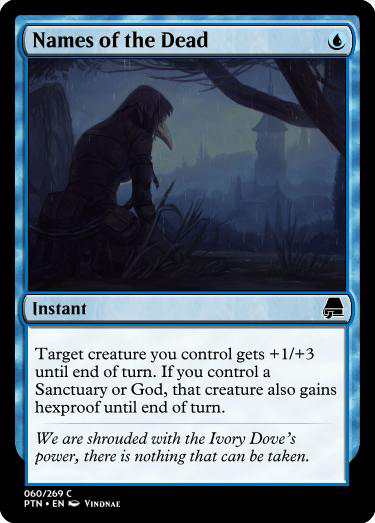 Names of the Dead
Instant
Target creature you control gets +1/+3
until end of turn. If you control a
Sanctuary or God, that creature also gains
hexproof until end of turn.
We are shrouded with the Ivory Dove's
power, there is nothing that can be taken.
060/269 C
PTN • EN Vindnae